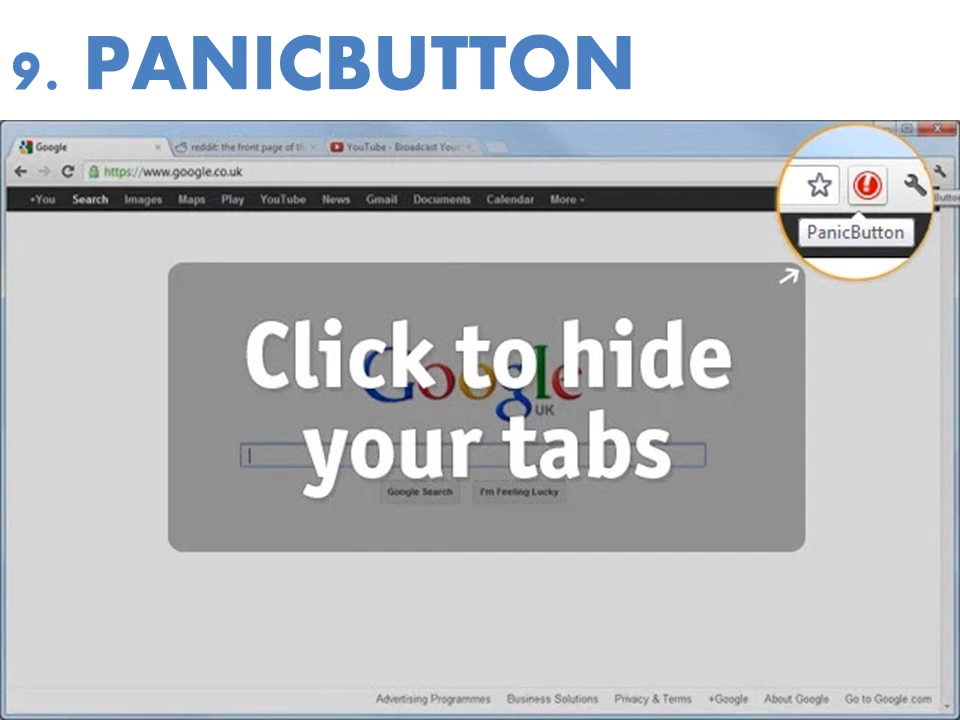 9. PANICBUTTON
Google
reddit: the front page of th
YouTube - Broadcast Your
https://www.google.co.uk
+You Search Images Maps Play YouTube News Gmail Documents Calendar More
PanicButton
Click to hide
your tabs
Google
UK
Google Search I'm Feeling Lucky
Advertising Programmes Business Solutions Privacy & Terms +Google About Google Go to Google.com